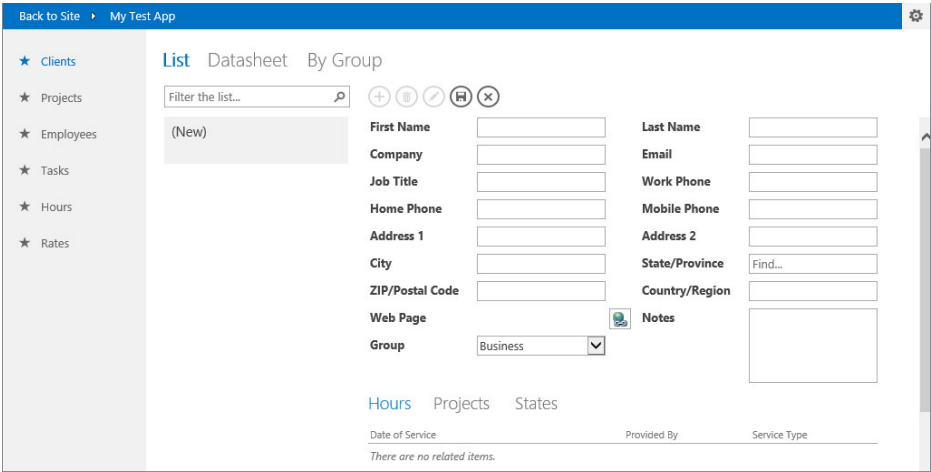 Back to Site My Test App
Clients
Projects
Employees
Tasks
Hours
Rates
List Datasheet By Group
Filter the list...
(New)
First Name Last Name
Company Email
Job Title Work Phone
Home Phone Mobile Phone
Address 1 Address 2
City State/Province Find...
ZIP/Postal Code Country/Region
Web Page Notes
Group Business
Hours Projects States
Date of Service Provided By Service Type
There are no related items.